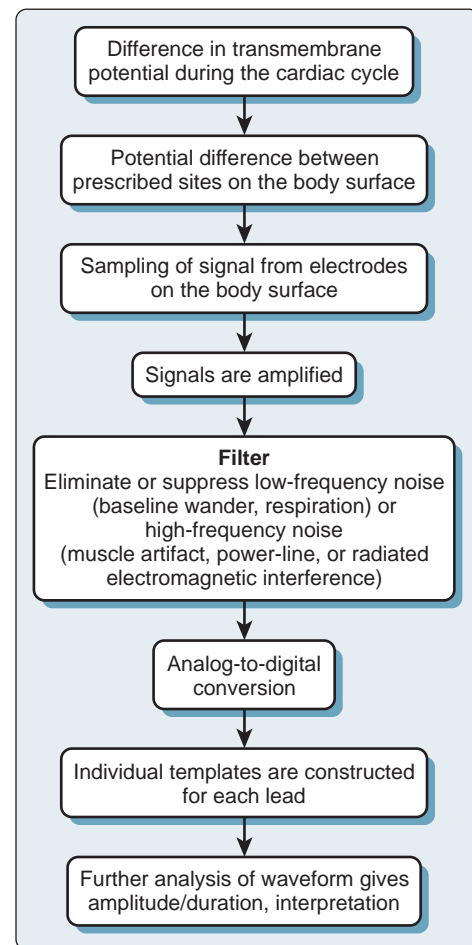 Difference in transmembrane
potential during the cardiac cycle
Potential difference between
prescribed sites on the body surface
Sampling of signal from electrodes
on the body surface
Signals are amplified
Filter
Eliminate or suppress low-frequency noise
(baseline wander, respiration) or
high-frequency noise
(muscle artifact, power-line, or radiated
electromagnetic interference)
Analog-to-digital
conversion
Individual templates are constructed
for each lead
Further analysis of waveform gives
amplitude/duration, interpretation